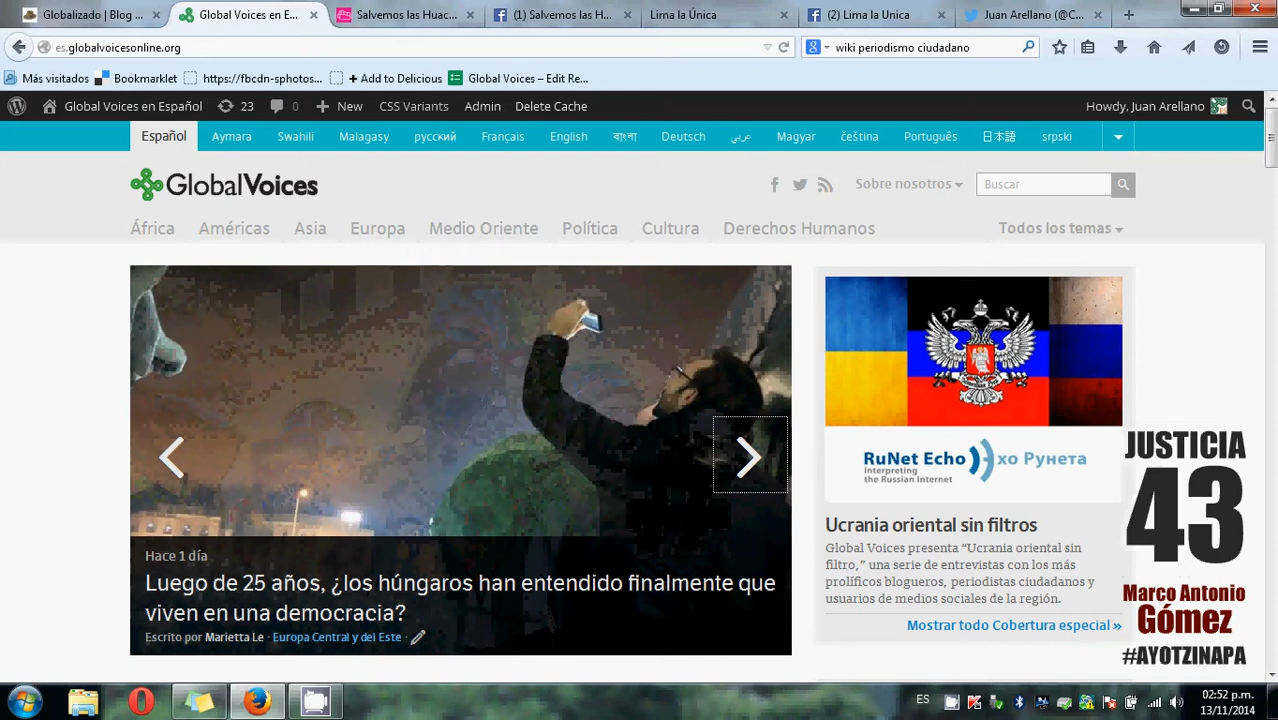 Globalizado | Blog ...
Global Voices en E...
Salvemos las Huac...
(1) Salvemos las H...
Lima la Única
(2) Lima la Unica
Juan Arellano (@C...
es.globalvoicesonline.org
wiki periodismo ciudadano
Más visitados
Bookmarklet
https://fbcdn-sphotos...
+ Add to Delicious
Global Voices – Edit Re...
Global Voices en Español
23
0
New
CSS Variants
Admin
Delete Cache
Howdy, Juan Arellano
Español
Aymara
Swahili
Malagasy
русский
Français
English
বাংলা
Deutsch
عربي
Magyar
čeština
Português
日本語
srpski
GlobalVoices
Sobre nosotros
Buscar
África
Américas
Asia
Europa
Medio Oriente
Política
Cultura
Derechos Humanos
Todos los temas
Hace 1 día
Luego de 25 años, ¿los húngaros han entendido finalmente que
viven en una democracia?
Escrito por Marietta Le · Europa Central y del Este ·
RuNet Echo
хо Рунета
Interpreting
the Russian Internet
Ucrania oriental sin filtros
Global Voices presenta “Ucrania oriental sin
filtro,” una serie de entrevistas con los más
prolíficos blogueros, periodistas ciudadanos y
usuarios de medios sociales de la región.
Mostrar todo Cobertura especial »
JUSTICIA
43
Marco Antonio
Gómez
#AYOTZINAPA
ES
02:52 p.m.
13/11/2014